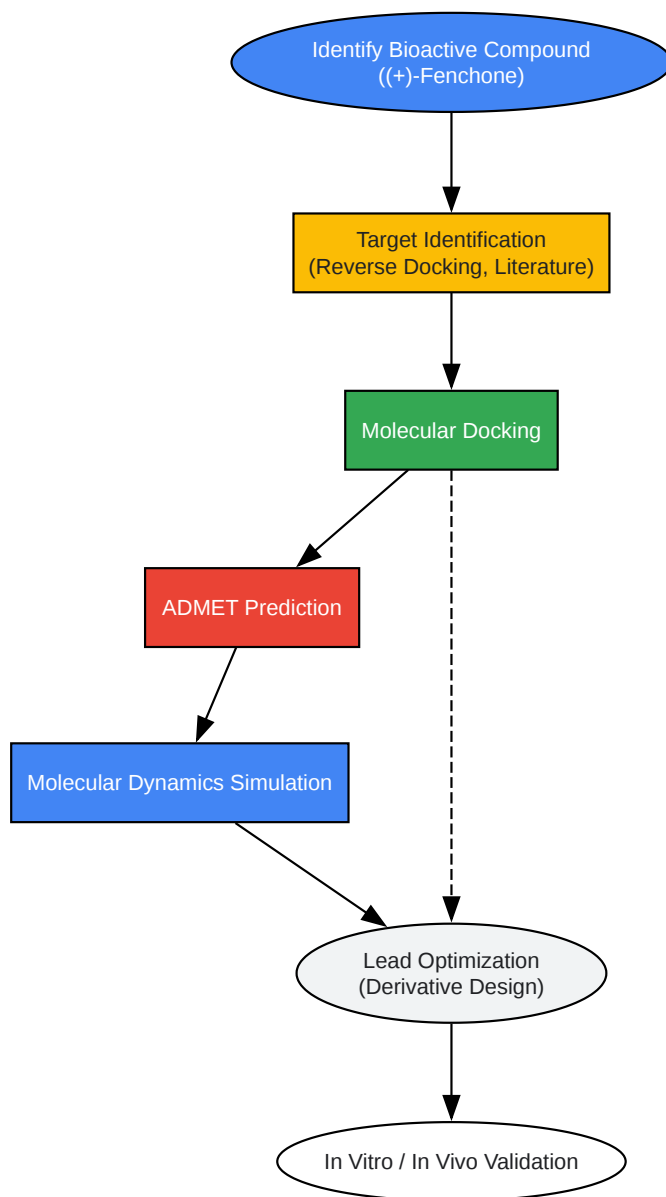 Identify Bioactive Compound
((+)-Fenchone)
Target Identification
(Reverse Docking, Literature)
Molecular Docking
ADMET Prediction
Molecular Dynamics Simulation
Lead Optimization
(Derivative Design)
In Vitro / In Vivo Validation